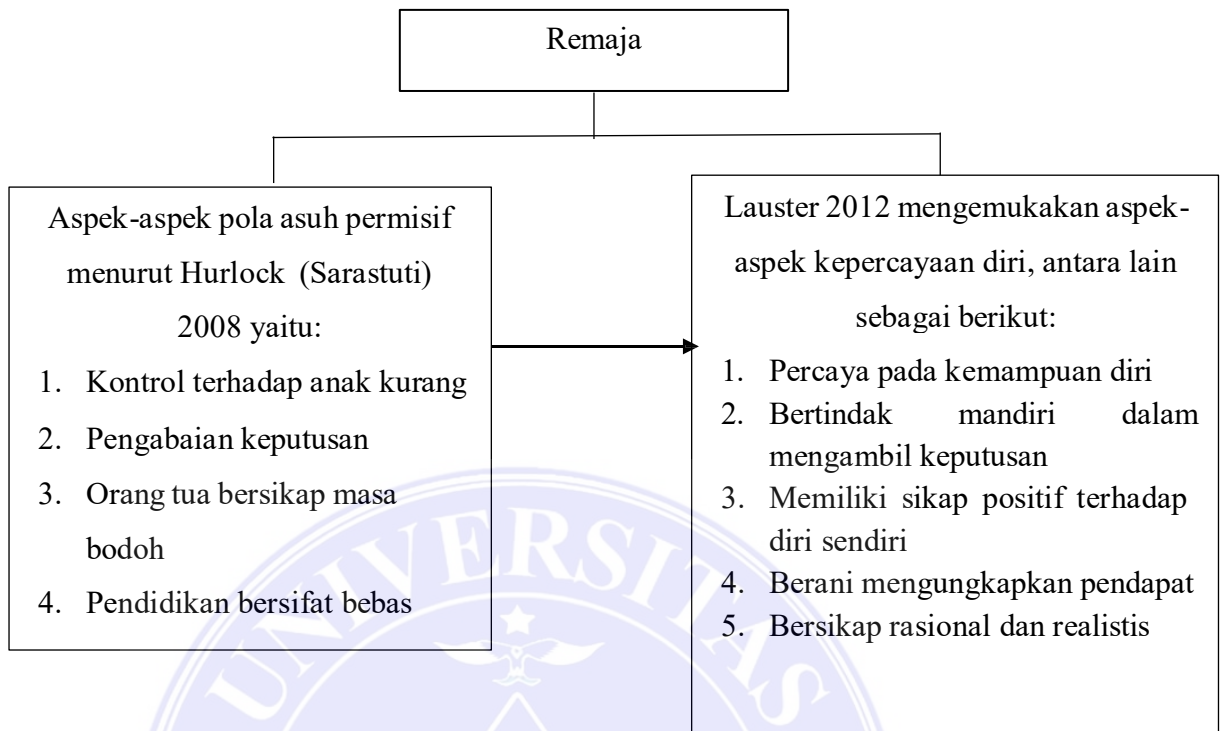 Remaja
Aspek-aspek pola asuh permisif
menurut Hurlock (Sarastuti)
2008 yaitu:
1. Kontrol terhadap anak kurang
2. Pengabaian keputusan
3. Orang tua bersikap masa
bodoh
4. Pendidikan bersifat bebas
Lauster 2012 mengemukakan aspek-
aspek kepercayaan diri, antara lain
sebagai berikut:
1. Percaya pada kemampuan diri
2. Bertindak mandiri dalam
mengambil keputusan
3. Memiliki sikap positif terhadap
diri sendiri
4. Berani mengungkapkan pendapat
5. Bersikap rasional dan realistis
UNIVERSITAS